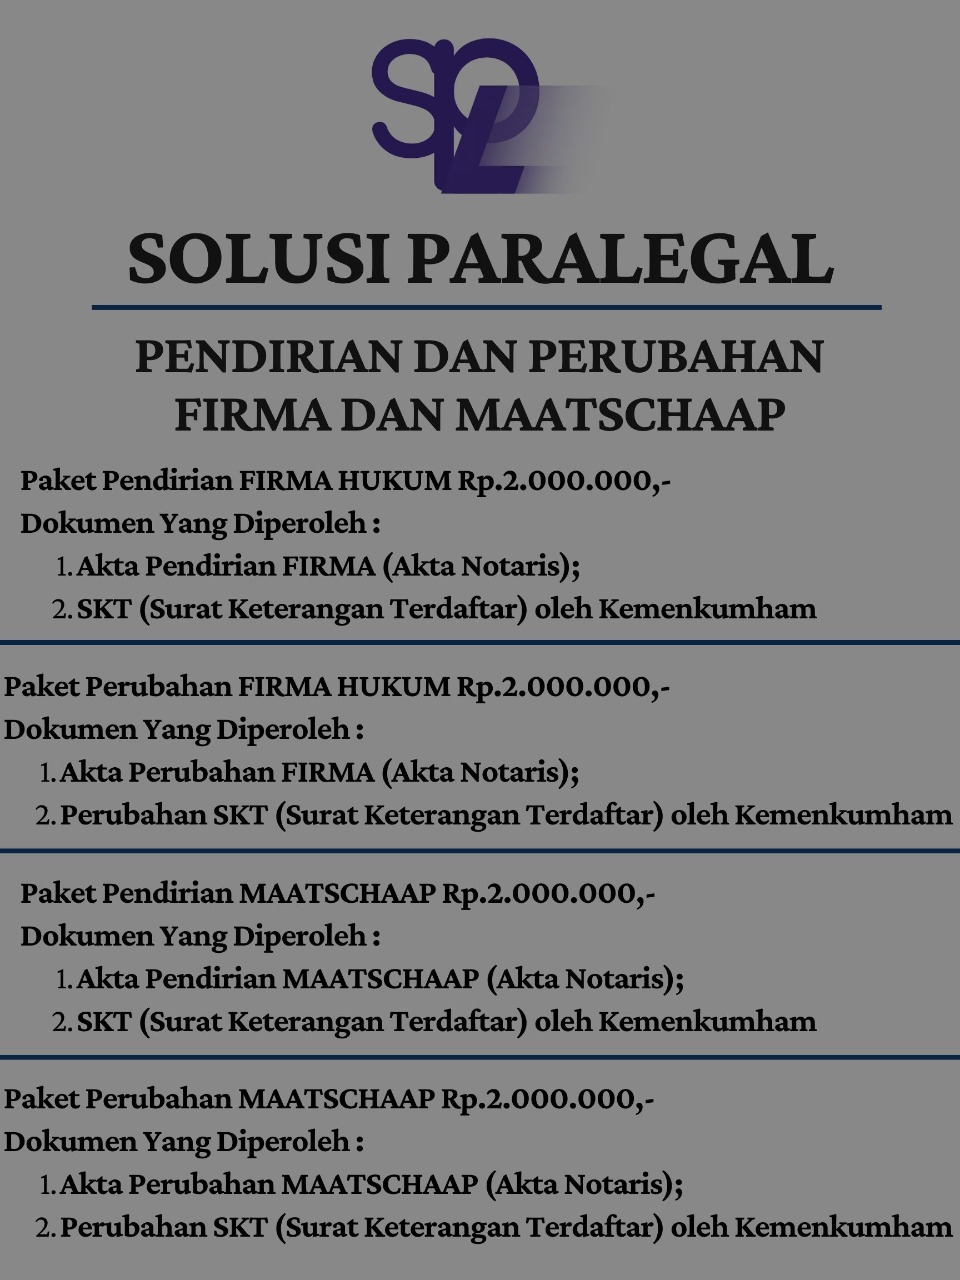 SPL
SOLUSI PARALEGAL
PENDIRIAN DAN PERUBAHAN
FIRMA DAN MAATSCHAAP
Paket Pendirian FIRMA HUKUM Rp.2.000.000,-
Dokumen Yang Diperoleh :
1. Akta Pendirian FIRMA (Akta Notaris);
2. SKT (Surat Keterangan Terdaftar) oleh Kemenkumham
Paket Perubahan FIRMA HUKUM Rp.2.000.000,-
Dokumen Yang Diperoleh :
1. Akta Perubahan FIRMA (Akta Notaris);
2. Perubahan SKT (Surat Keterangan Terdaftar) oleh Kemenkumham
Paket Pendirian MAATSCHAAP Rp.2.000.000,-
Dokumen Yang Diperoleh :
1. Akta Pendirian MAATSCHAAP (Akta Notaris);
2. SKT (Surat Keterangan Terdaftar) oleh Kemenkumham
Paket Perubahan MAATSCHAAP Rp.2.000.000,-
Dokumen Yang Diperoleh :
1. Akta Perubahan MAATSCHAAP (Akta Notaris);
2. Perubahan SKT (Surat Keterangan Terdaftar) oleh Kemenkumham